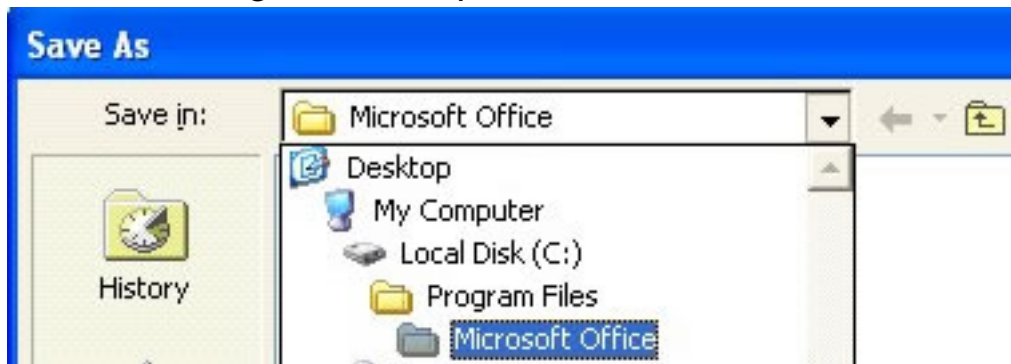 Save As
Save in: Microsoft Office
Desktop
My Computer
Local Disk (C:)
History
Program Files
Microsoft Office